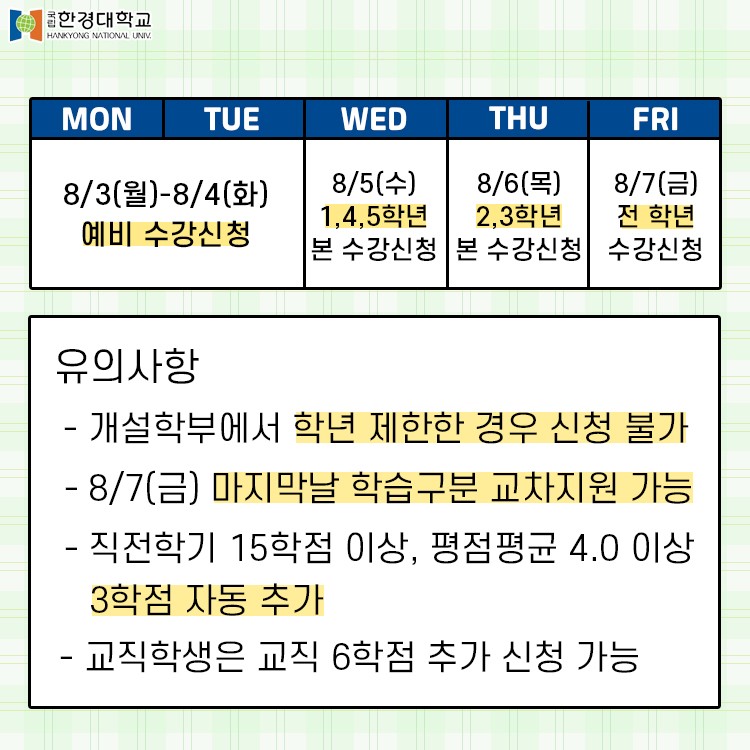 국립한경대학교
HANKYONG NATIONAL UNIV.
MON TUE WED THU FRI
8/3(월)-8/4(화)
예비 수강신청
8/5(수)
1,4,5학년
본 수강신청
8/6(목)
2,3학년
본 수강신청
8/7(금)
전 학년
수강신청
유의사항
- 개설학부에서 학년 제한한 경우 신청 불가
- 8/7(금) 마지막날 학습구분 교차지원 가능
- 직전학기 15학점 이상, 평점평균 4.0 이상
3학점 자동 추가
- 교직학생은 교직 6학점 추가 신청 가능